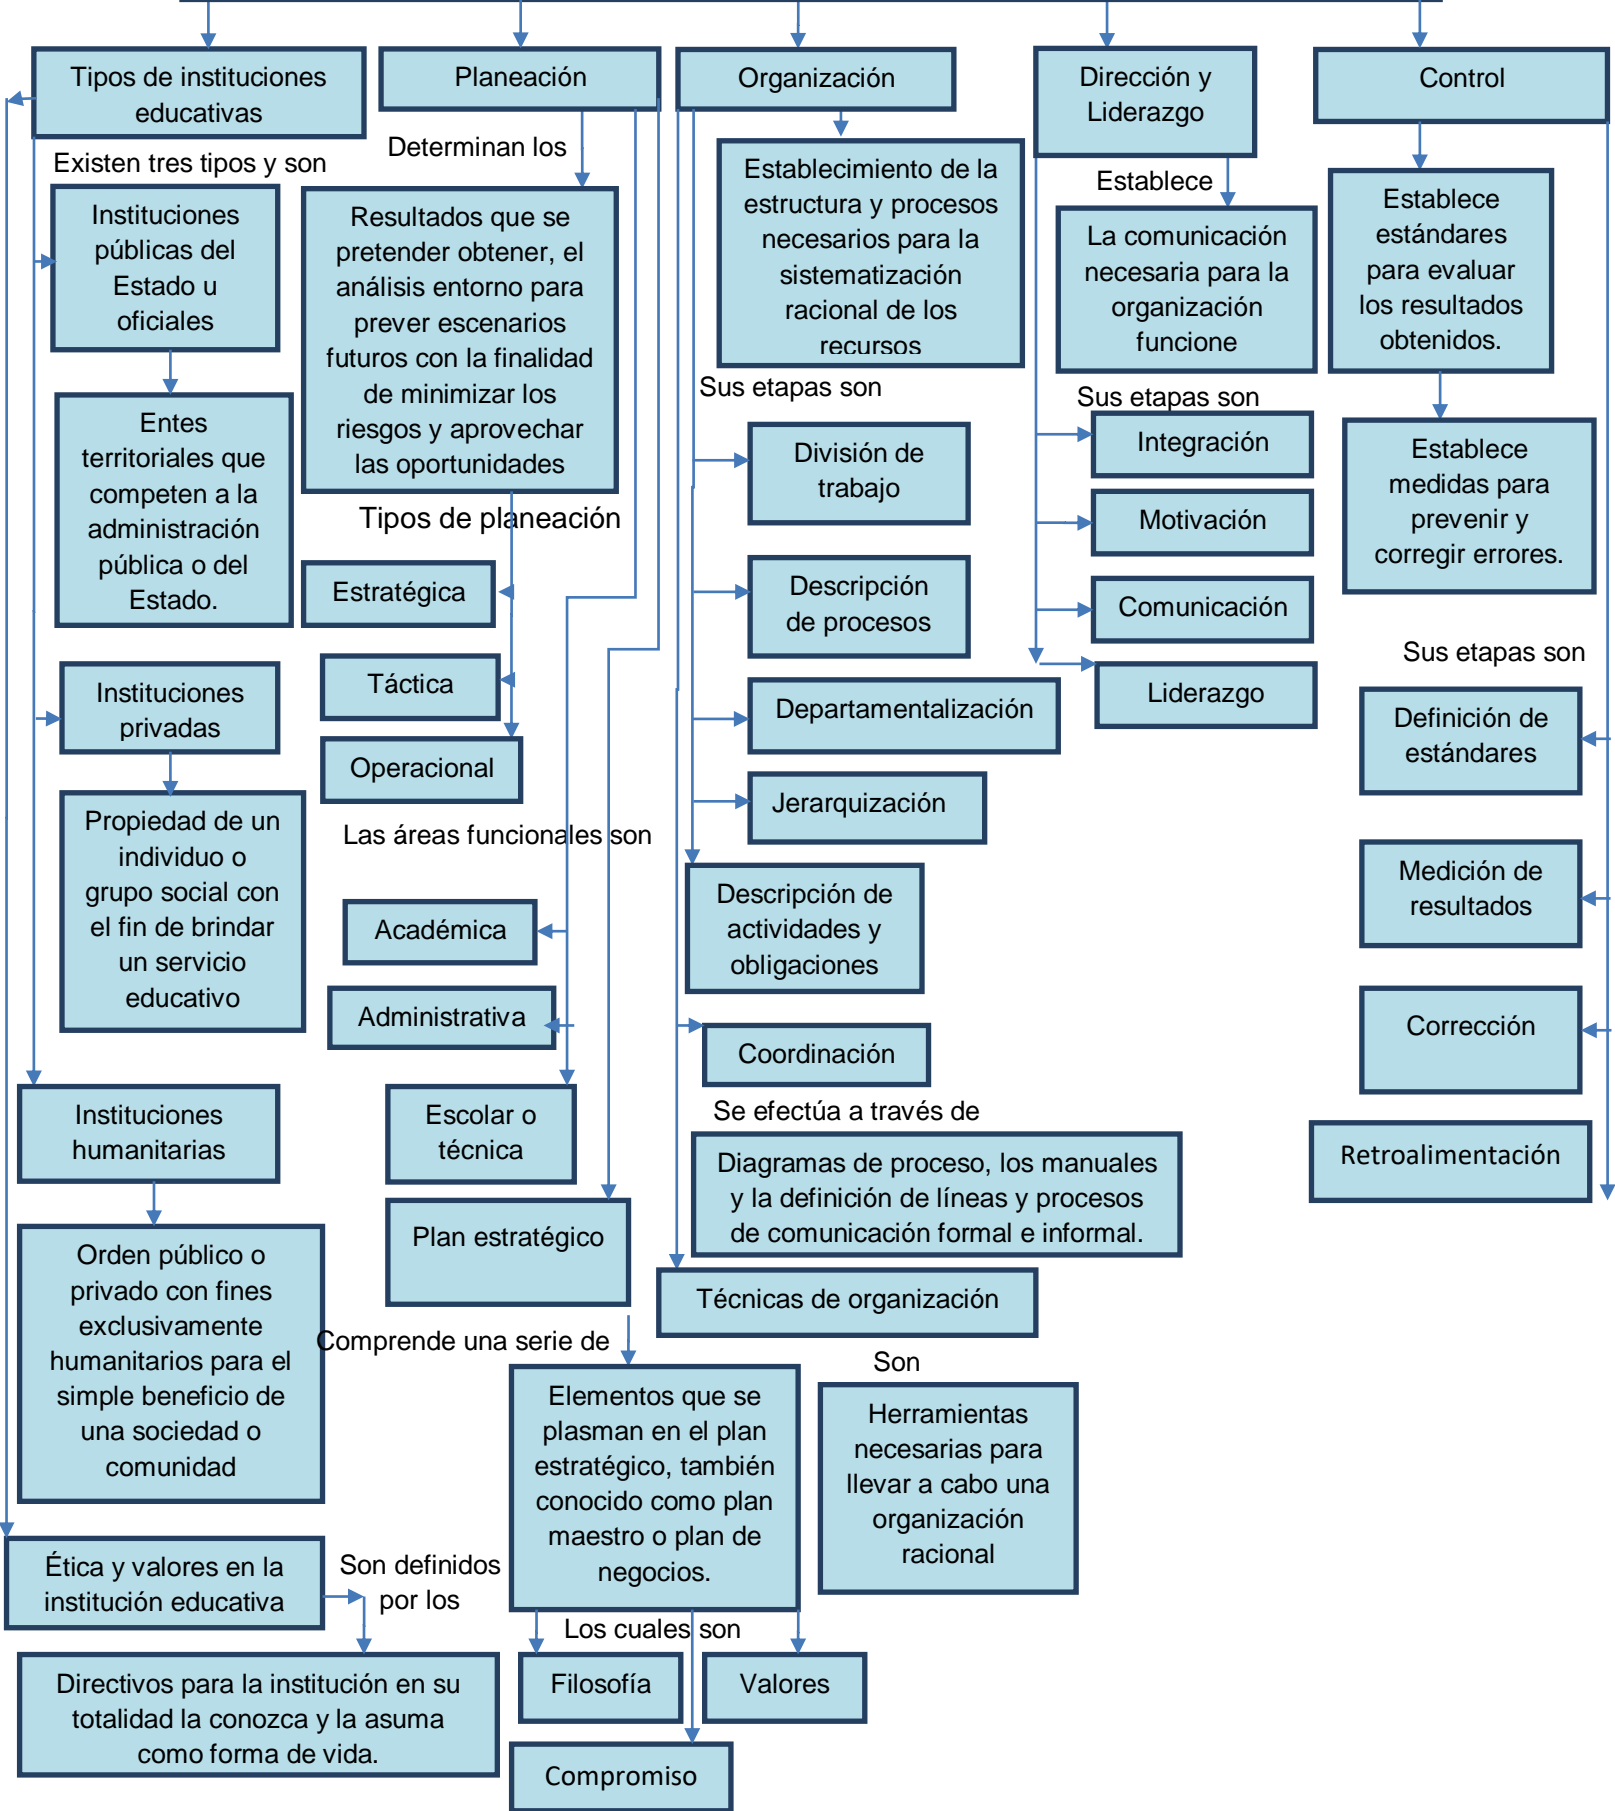 Tipos de instituciones
educativas
Existen tres tipos y son
Instituciones
públicas del
Estado u
oficiales
Entes
territoriales que
competen a la
administración
pública o del
Estado.
Instituciones
privadas
Propiedad de un
individuo o
grupo social con
el fin de brindar
un servicio
educativo
Instituciones
humanitarias
Orden público o
privado con fines
exclusivamente
humanitarios para el
simple beneficio de
una sociedad o
comunidad
Ética y valores en la
institución educativa
Son definidos
por los
Directivos para la institución en su
totalidad la conozca y la asuma
como forma de vida.
Planeación
Determinan los
Resultados que se
pretender obtener, el
análisis entorno para
prever escenarios
futuros con la finalidad
de minimizar los
riesgos y aprovechar
las oportunidades
Tipos de planeación
Estratégica
Táctica
Operacional
Las áreas funcionales son
Académica
Administrativa
Escolar o
técnica
Plan estratégico
Comprende una serie de
Elementos que se
plasman en el plan
estratégico, también
conocido como plan
maestro o plan de
negocios.
Los cuales son
Filosofía
Valores
Compromiso
Organización
Establecimiento de la
estructura y procesos
necesarios para la
sistematización
racional de los
recursos
Sus etapas son
División de
trabajo
Descripción
de procesos
Departamentalización
Jerarquización
Descripción de
actividades y
obligaciones
Coordinación
Se efectúa a través de
Diagramas de proceso, los manuales
y la definición de líneas y procesos
de comunicación formal e informal.
Técnicas de organización
Son
Herramientas
necesarias para
llevar a cabo una
organización
racional
Dirección y
Liderazgo
Establece
La comunicación
necesaria para la
organización
funcione
Sus etapas son
Integración
Motivación
Comunicación
Liderazgo
Control
Establece
estándares
para evaluar
los resultados
obtenidos.
Establece
medidas para
prevenir y
corregir errores.
Sus etapas son
Definición de
estándares
Medición de
resultados
Corrección
Retroalimentación